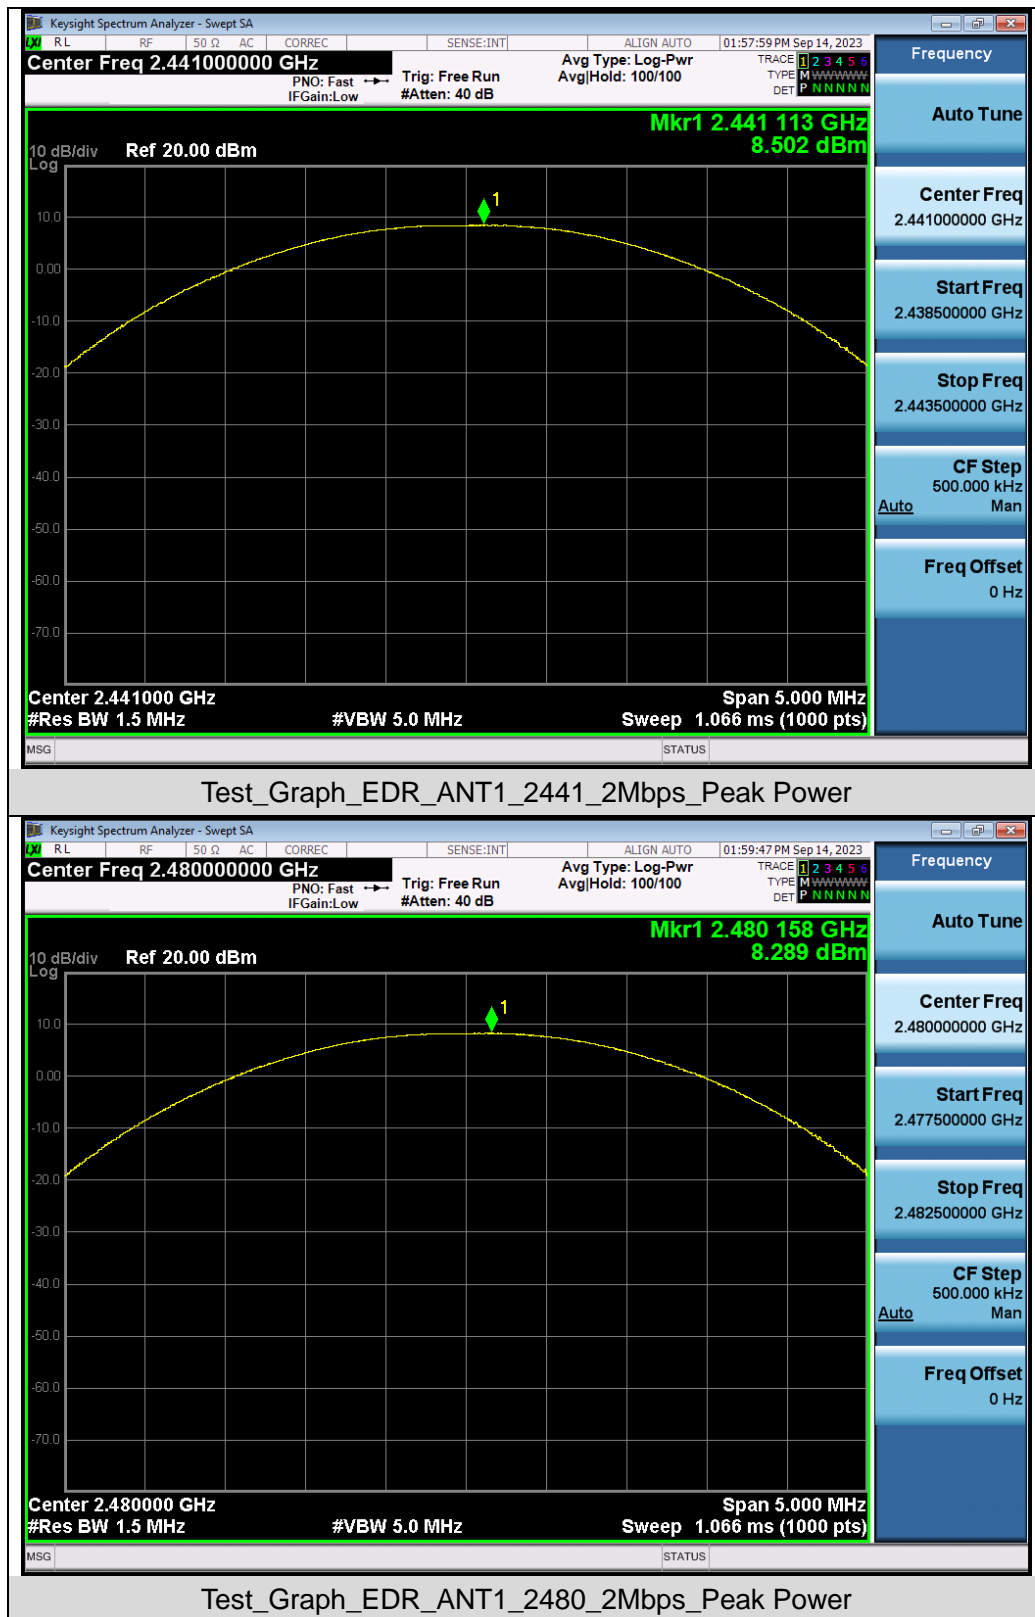 Keysight Spectrum Analyzer - Swept SA
LXI RL RF 50 Ω AC CORREC SENSE:INT ALIGN AUTO 01:57:59 PM Sep 14, 2023
Center Freq 2.441000000 GHz
PNO: Fast
IFGain:Low
Trig: Free Run
#Atten: 40 dB
Avg Type: Log-Pwr
Avg|Hold: 100/100
TRACE 1 2 3 4 5 6
TYPE M WWWWW
DET P N N N N N
Mkr1 2.441 113 GHz
8.502 dBm
10 dB/div Ref 20.00 dBm
Log
1
10.0
0.00
-10.0
-20.0
-30.0
-40.0
-50.0
-60.0
-70.0
Center 2.441000 GHz Span 5.000 MHz
#Res BW 1.5 MHz #VBW 5.0 MHz Sweep 1.066 ms (1000 pts)
MSG STATUS
Frequency
Auto Tune
Center Freq
2.441000000 GHz
Start Freq
2.438500000 GHz
Stop Freq
2.443500000 GHz
CF Step
500.000 kHz
Auto Man
Freq Offset
0 Hz
Test_Graph_EDR_ANT1_2441_2Mbps_Peak Power
Keysight Spectrum Analyzer - Swept SA
LXI RL RF 50 Ω AC CORREC SENSE:INT ALIGN AUTO 01:59:47 PM Sep 14, 2023
Center Freq 2.480000000 GHz
PNO: Fast
IFGain:Low
Trig: Free Run
#Atten: 40 dB
Avg Type: Log-Pwr
Avg|Hold: 100/100
TRACE 1 2 3 4 5 6
TYPE M WWWWW
DET P N N N N N
Mkr1 2.480 158 GHz
8.289 dBm
10 dB/div Ref 20.00 dBm
Log
1
10.0
0.00
-10.0
-20.0
-30.0
-40.0
-50.0
-60.0
-70.0
Center 2.480000 GHz Span 5.000 MHz
#Res BW 1.5 MHz #VBW 5.0 MHz Sweep 1.066 ms (1000 pts)
MSG STATUS
Frequency
Auto Tune
Center Freq
2.480000000 GHz
Start Freq
2.477500000 GHz
Stop Freq
2.482500000 GHz
CF Step
500.000 kHz
Auto Man
Freq Offset
0 Hz
Test_Graph_EDR_ANT1_2480_2Mbps_Peak Power